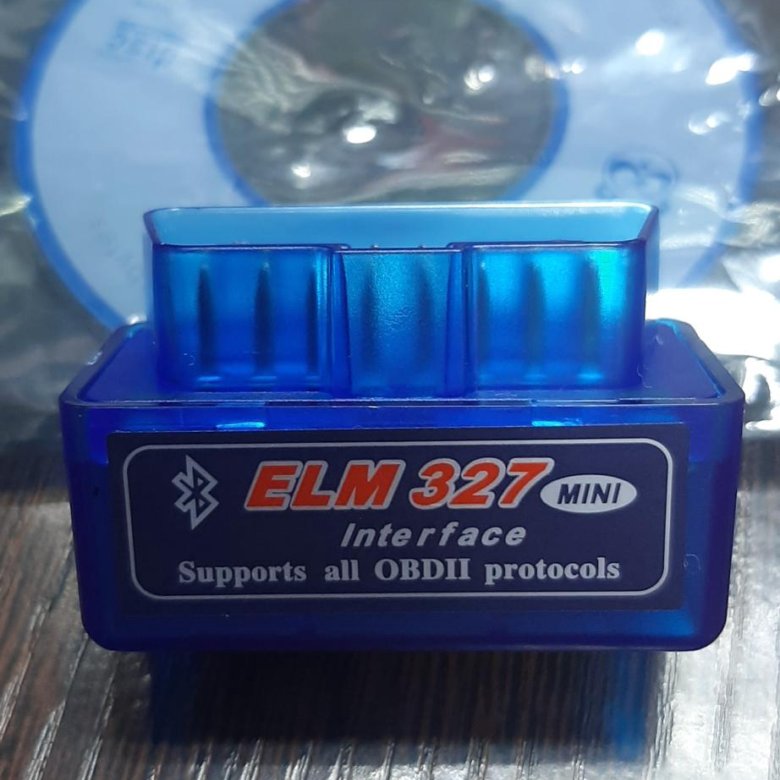 ELM 327 MINI
Interface
Supports all OBDII protocols